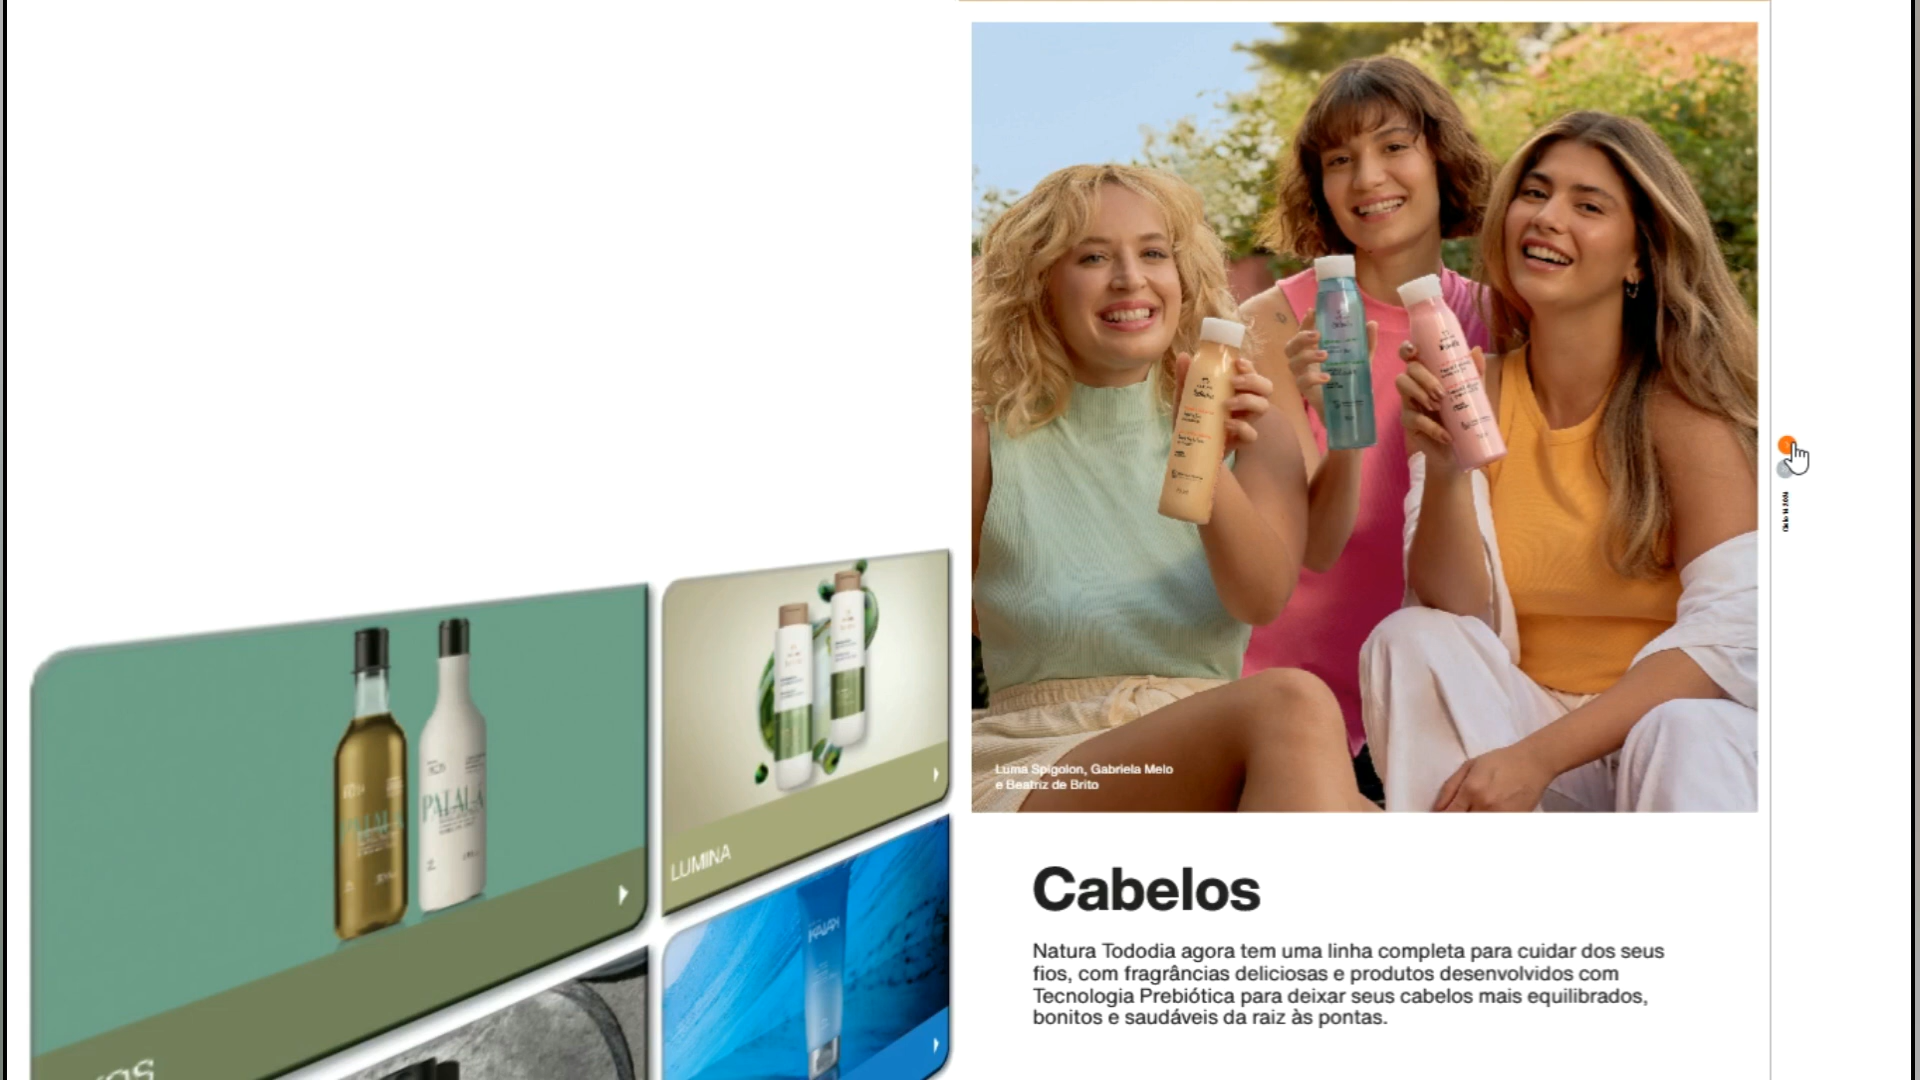 PATAUÁ
LUMINA
KAIAK
Luma Spigolon, Gabriela Melo
e Beatriz de Brito
Cabelos
Natura Tododia agora tem uma linha completa para cuidar dos seus
fios, com fragrâncias deliciosas e produtos desenvolvidos com
Tecnologia Prebiótica para deixar seus cabelos mais equilibrados,
bonitos e saudáveis da raiz às pontas.